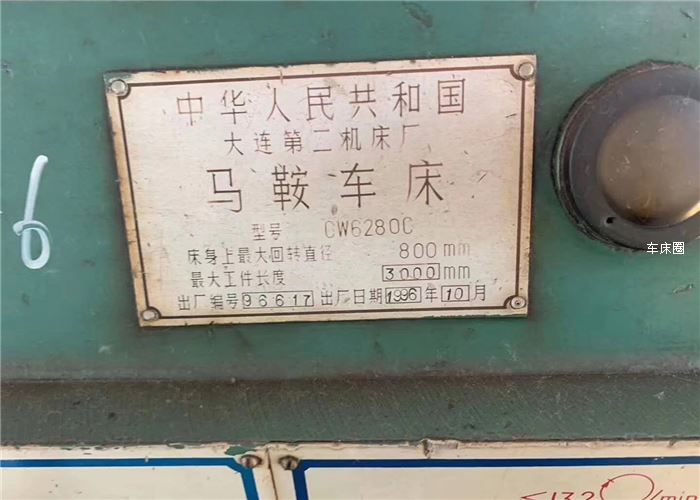 中华人民共和国
大连第二机床厂
马鞍车床
型号 CW6280C
床身上最大回转直径 800mm
最大工件长度 3000mm
出厂编号 96617 出厂日期 1996 年 10 月
6
车床圈